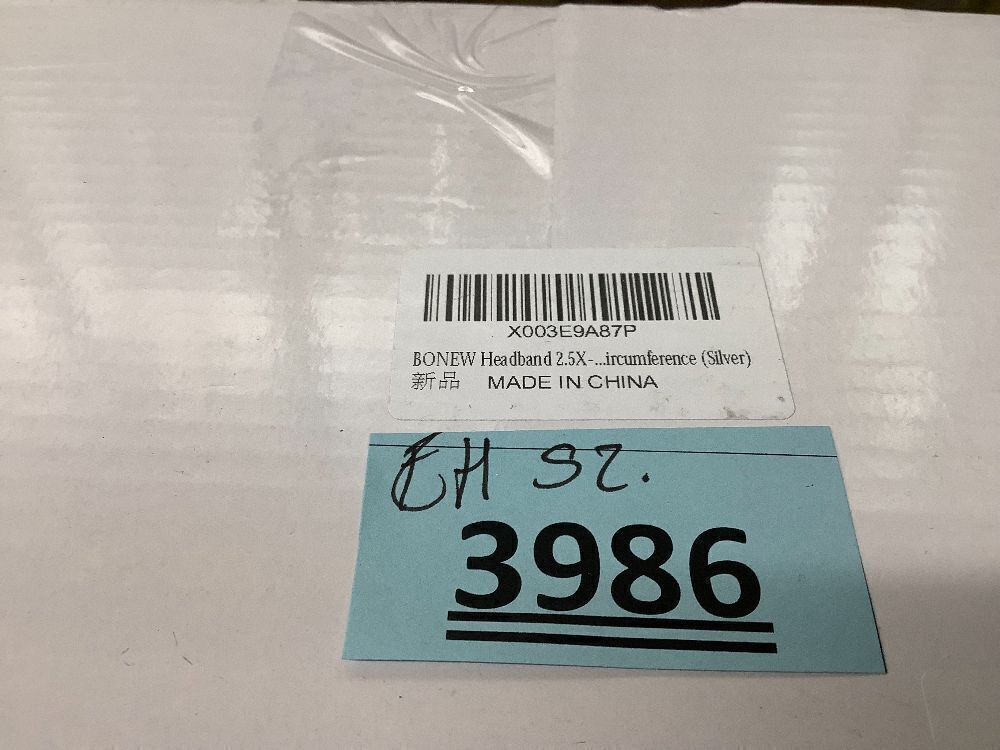 X003E9A87P
BONEW Headband 2.5X-...ircumference (Silver)
新品 MADE IN CHINA
EH SZ.
3986